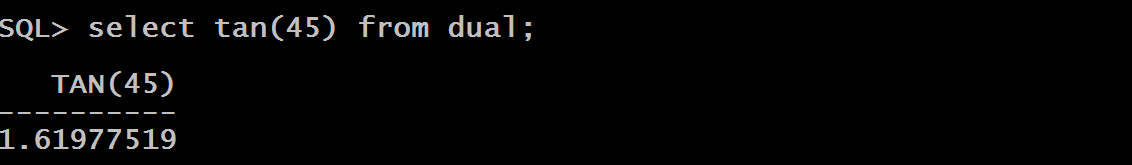 SQL> select tan(45) from dual;
TAN(45)
----------
1.61977519